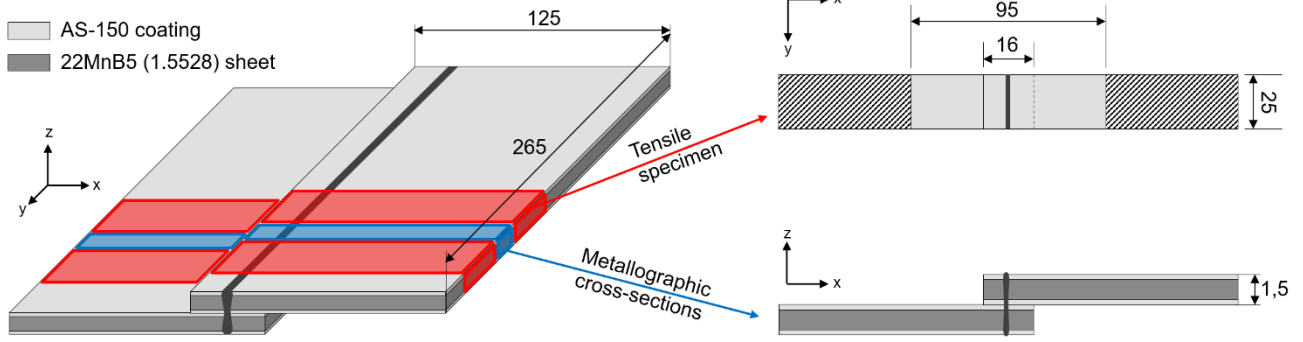 AS-150 coating
22MnB5 (1.5528) sheet
125
265
z
x
y
Tensile
specimen
Metallographic
cross-sections
x
y
95
16
25
z
x
1,5